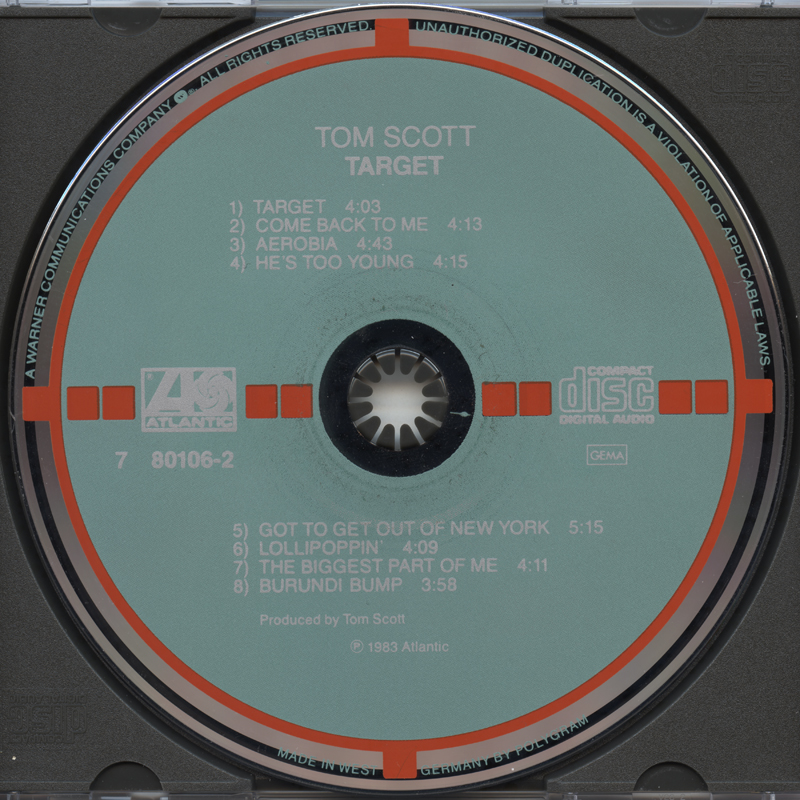 A WARNER COMMUNICATIONS COMPANY ALL RIGHTS RESERVED
UNAUTHORIZED DUPLICATION IS A VIOLATION OF APPLICABLE LAWS.
TOM SCOTT
TARGET
1) TARGET 4:03
2) COME BACK TO ME 4:13
3) AEROBIA 4:43
4) HE'S TOO YOUNG 4:15
ATLANTIC
COMPACT
disc
DIGITAL AUDIO
7 80106-2
GEMA
5) GOT TO GET OUT OF NEW YORK 5:15
6) LOLLIPOPPIN' 4:09
7) THE BIGGEST PART OF ME 4:11
8) BURUNDI BUMP 3:58
Produced by Tom Scott
℗ 1983 Atlantic
MADE IN WEST GERMANY BY POLYGRAM